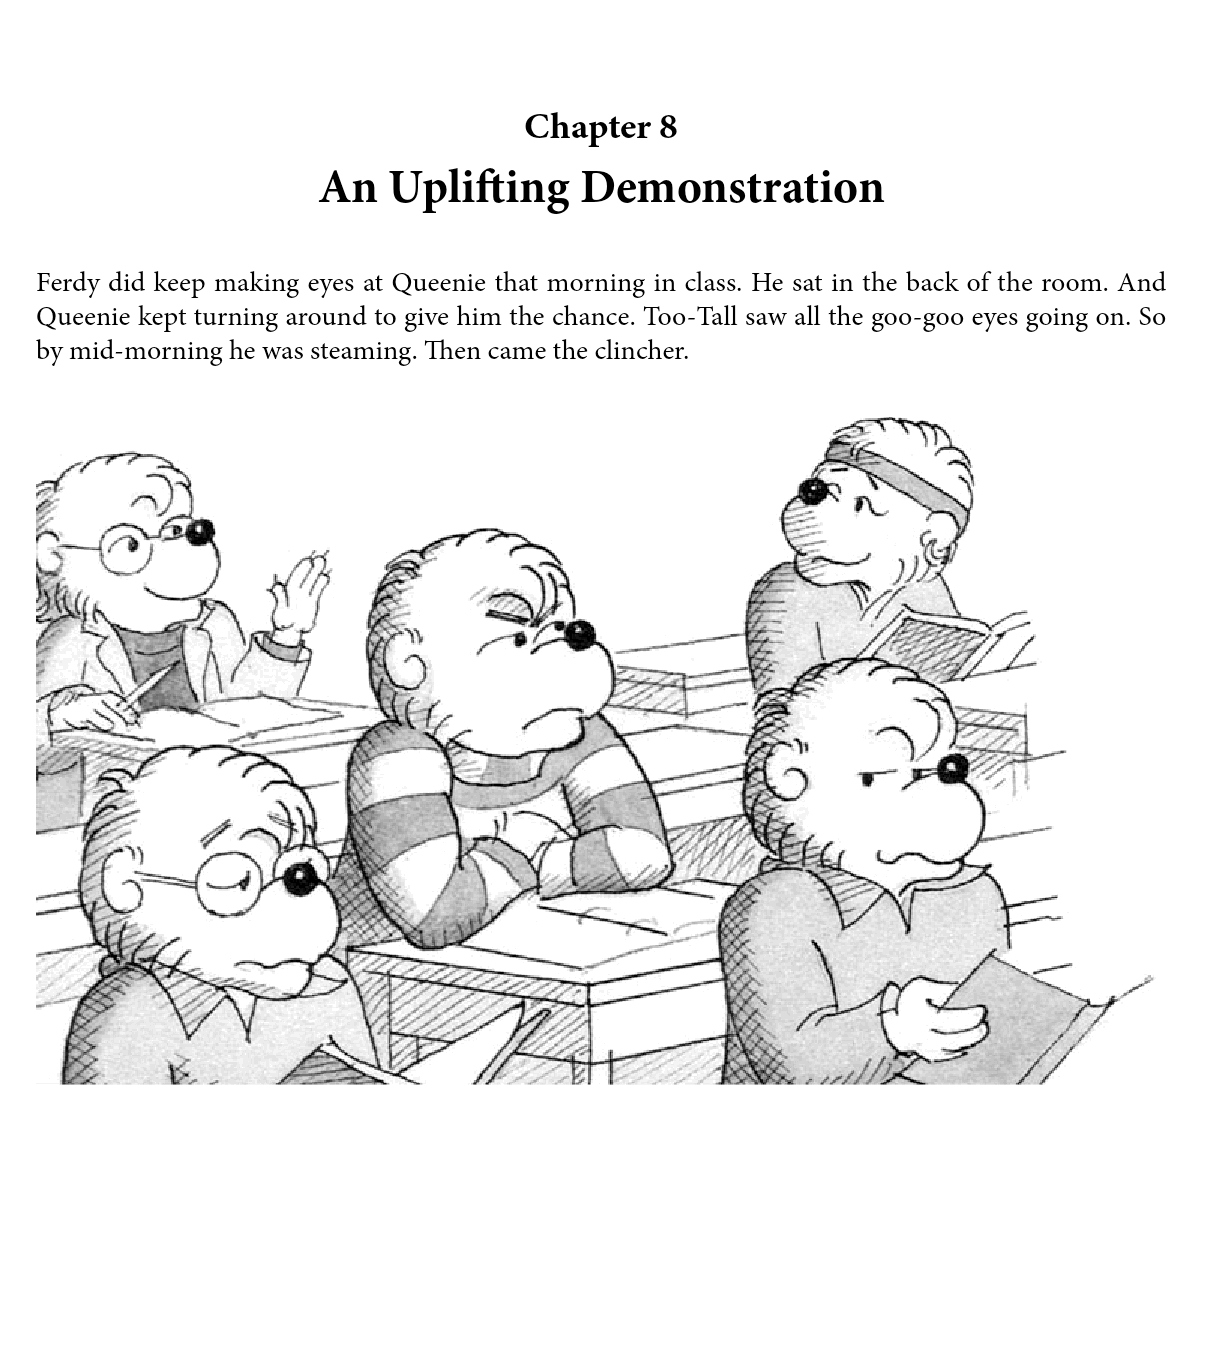 Chapter 8
An Uplifting Demonstration
Ferdy did keep making eyes at Queenie that morning in class. He sat in the back of the room. And
Queenie kept turning around to give him the chance. Too-Tall saw all the goo-goo eyes going on. So
by mid-morning he was steaming. Then came the clincher.